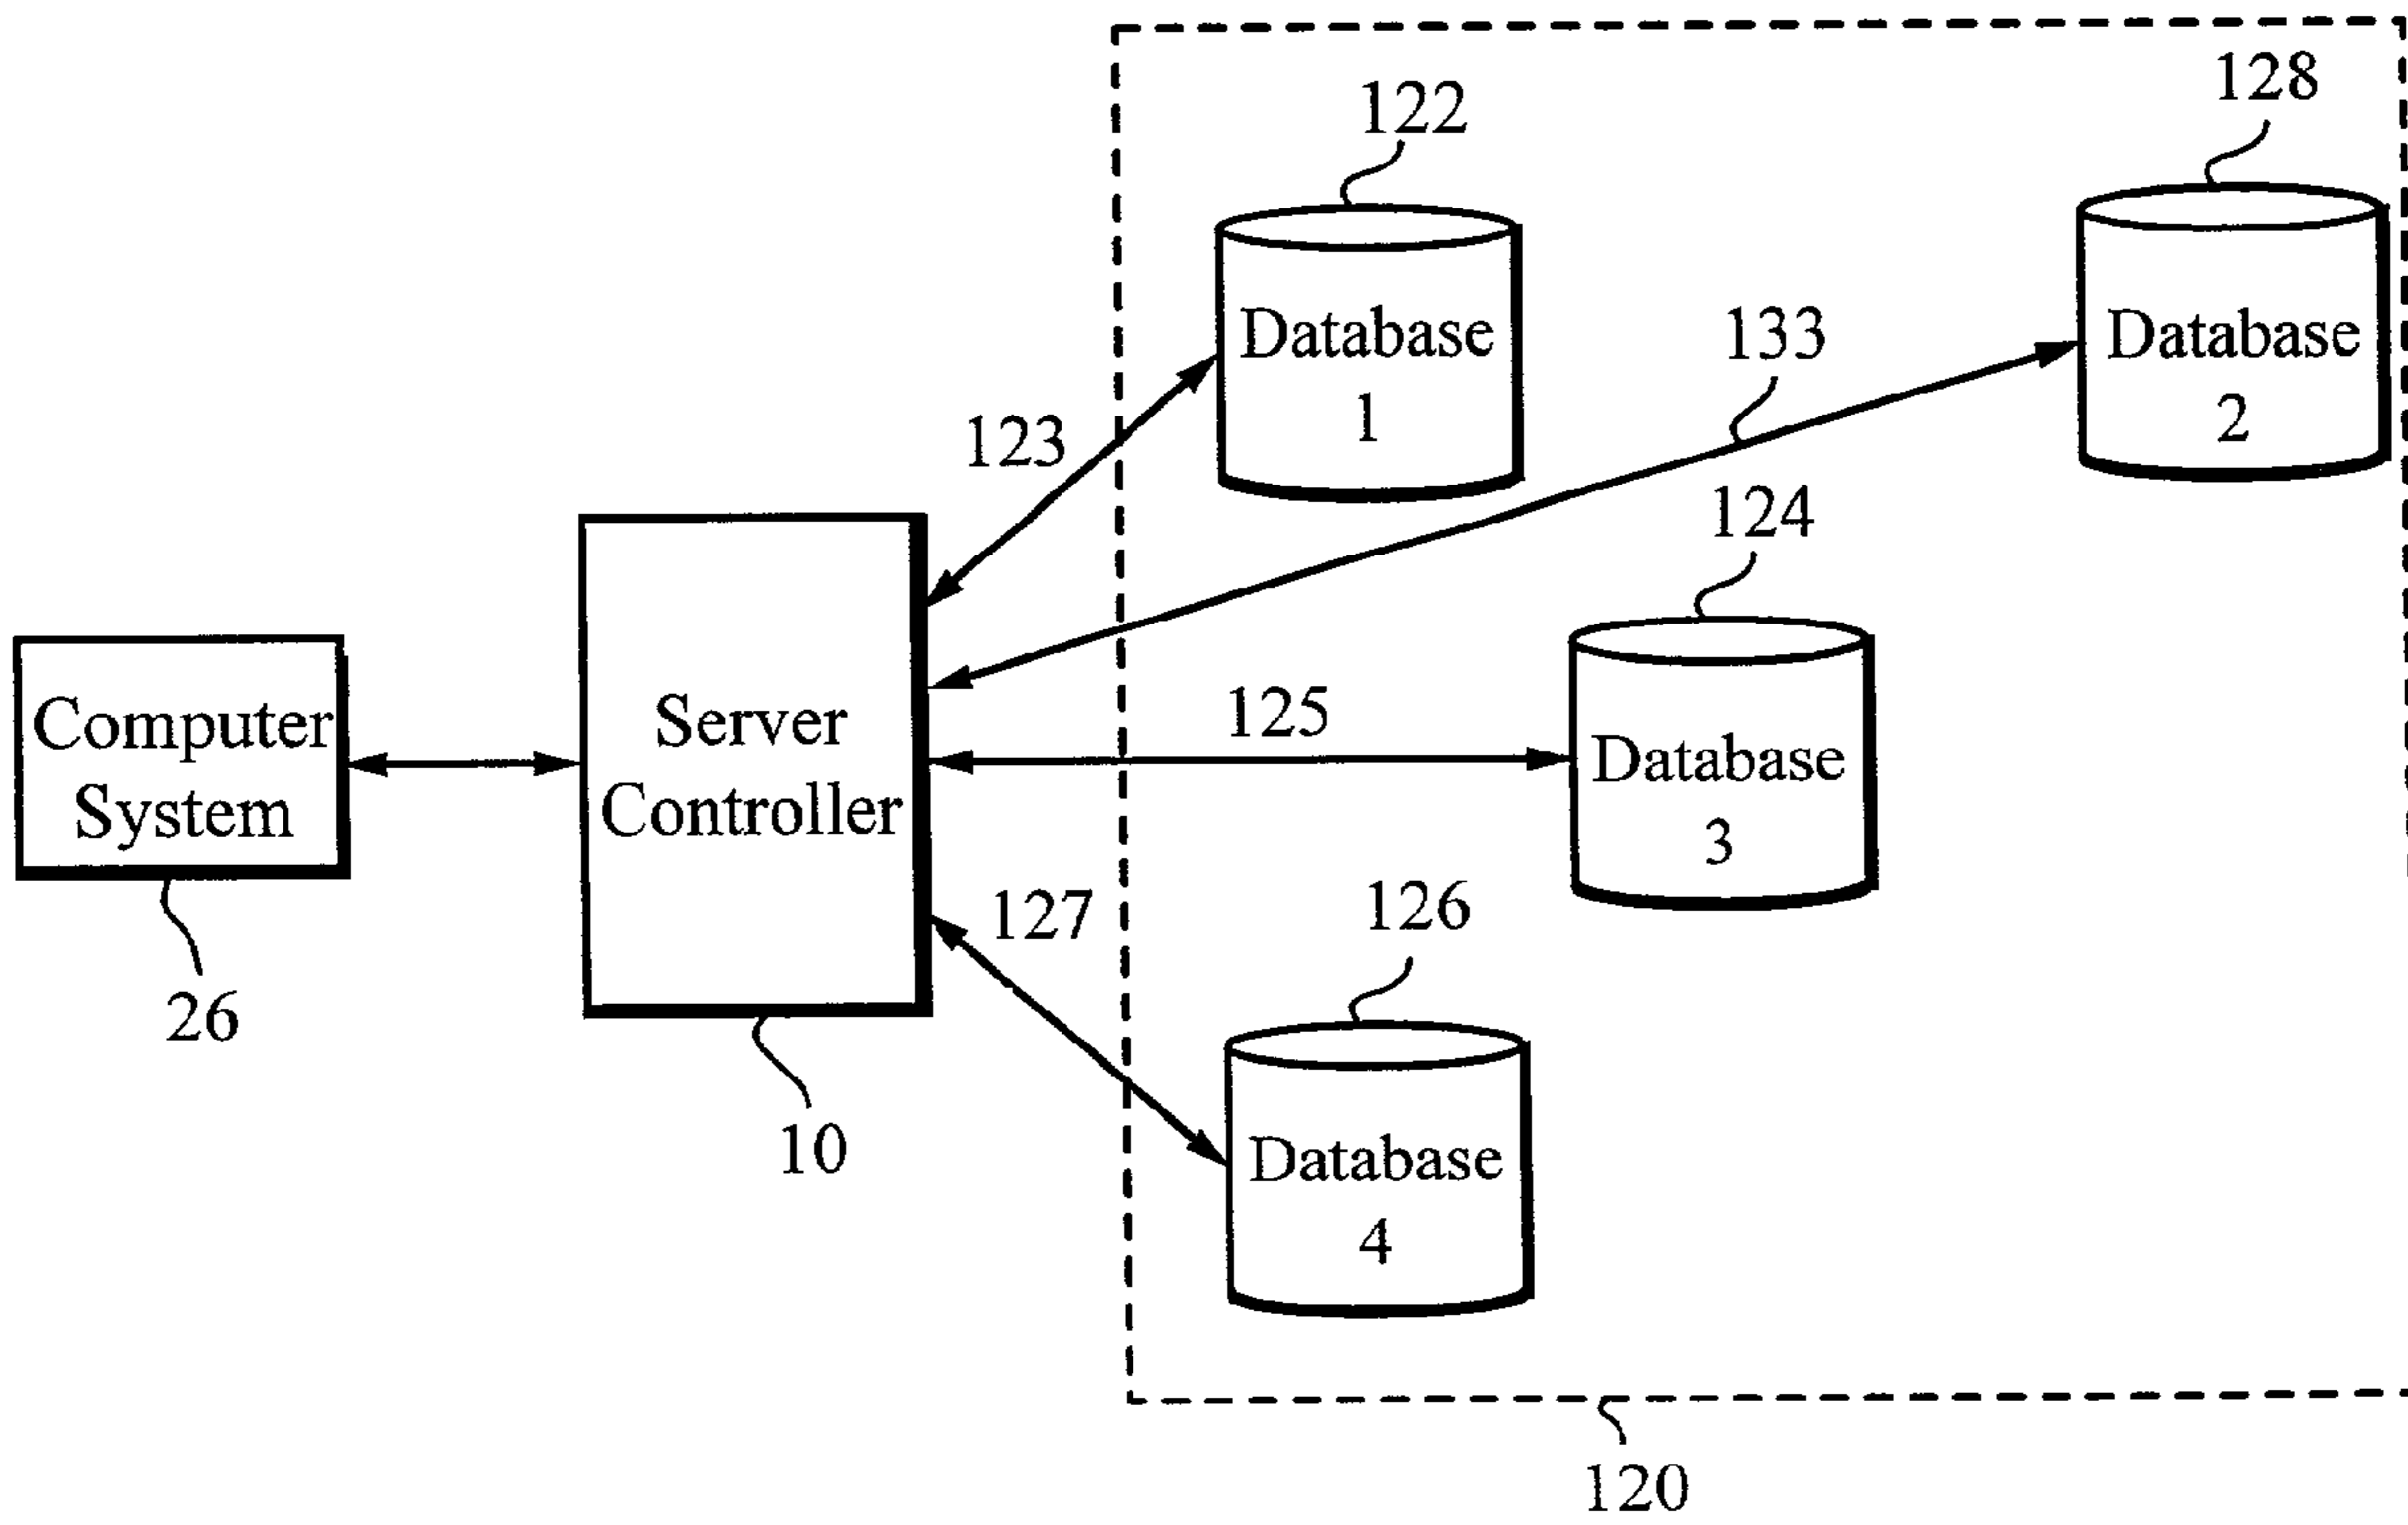 128
122
Database
1
133
Database
2
123
124
Server
Controller
125
Computer
System
Database
3
127
126
26
10
Database
4
120